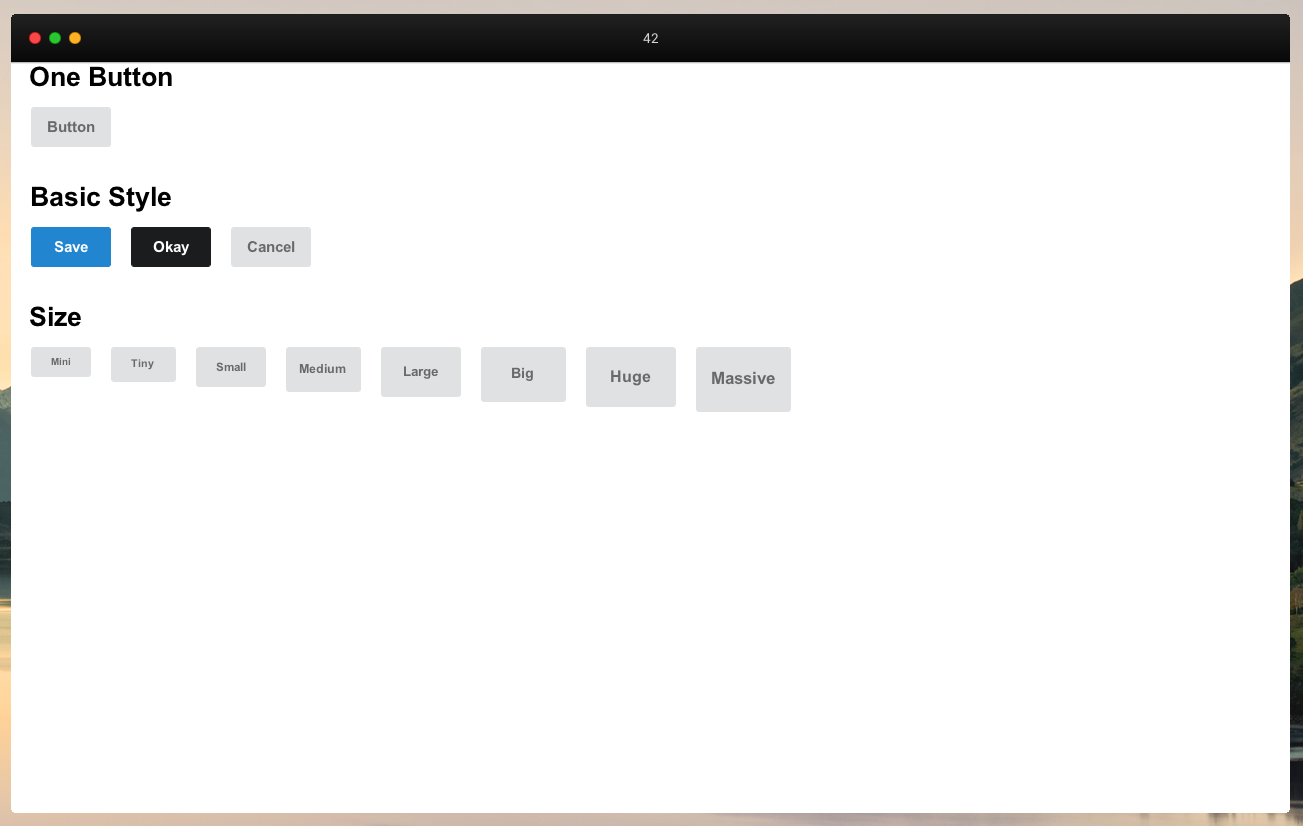 42
One Button
Button
Basic Style
Save Okay Cancel
Size
Mini Tiny Small Medium Large Big Huge Massive